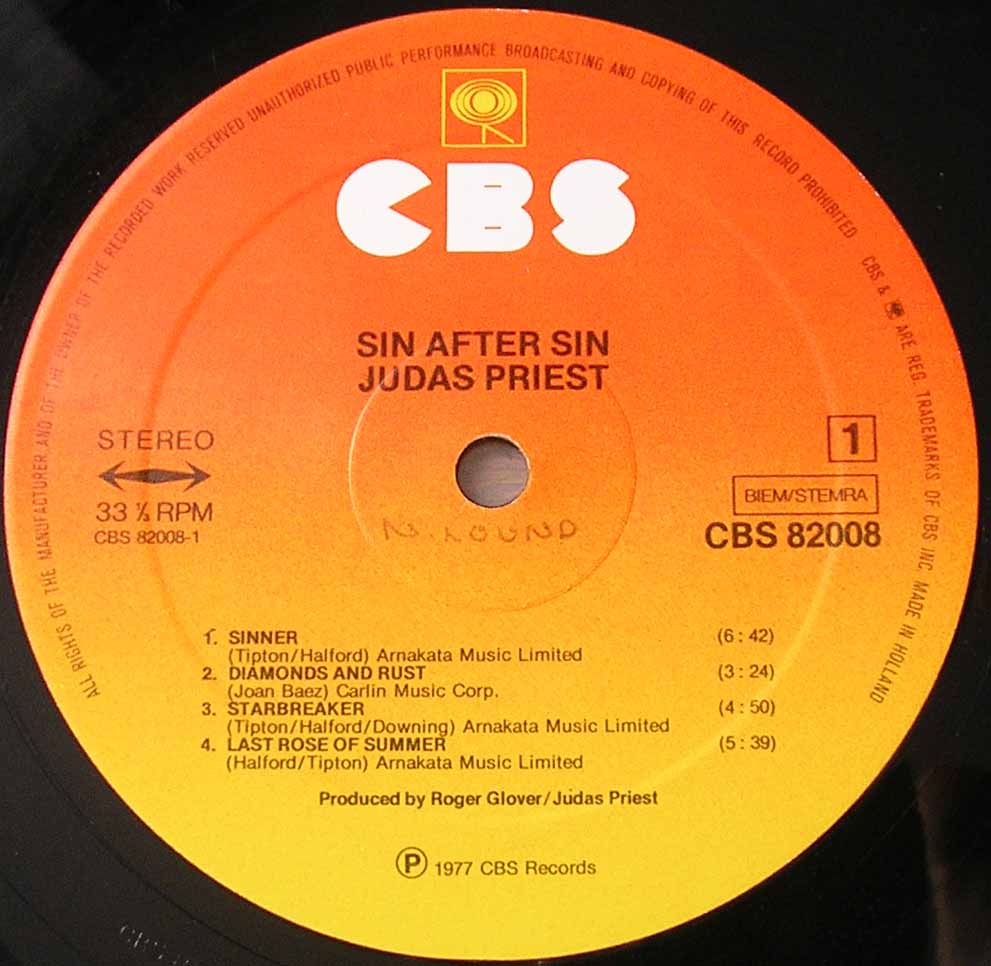 ALL RIGHTS OF THE MANUFACTURER AND OF THE OWNER OF THE RECORDED WORK RESERVED UNAUTHORIZED PUBLIC PERFORMANCE BROADCASTING AND COPYING OF THIS RECORD PROHIBITED
CBS & ARE REG. TRADEMARKS OF CBS INC. MADE IN HOLLAND
CBS
SIN AFTER SIN
JUDAS PRIEST
STEREO
33 ⅓ RPM
CBS 82008-1
1
BIEM/STEMRA
CBS 82008
N. LOUND
1. SINNER (6 : 42)
(Tipton/Halford) Arnakata Music Limited
2. DIAMONDS AND RUST (3 : 24)
(Joan Baez) Carlin Music Corp.
3. STARBREAKER (4 : 50)
(Tipton/Halford/Downing) Arnakata Music Limited
4. LAST ROSE OF SUMMER (5 : 39)
(Halford/Tipton) Arnakata Music Limited
Produced by Roger Glover/Judas Priest
Ⓟ 1977 CBS Records